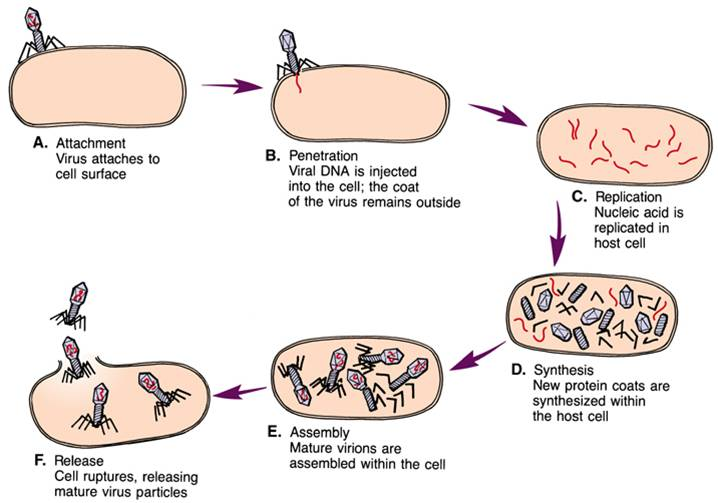 A. Attachment
Virus attaches to
cell surface
B. Penetration
Viral DNA is injected
into the cell; the coat
of the virus remains outside
C. Replication
Nucleic acid is
replicated in
host cell
D. Synthesis
New protein coats are
synthesized within
the host cell
E. Assembly
Mature virions are
assembled within the cell
F. Release
Cell ruptures, releasing
mature virus particles